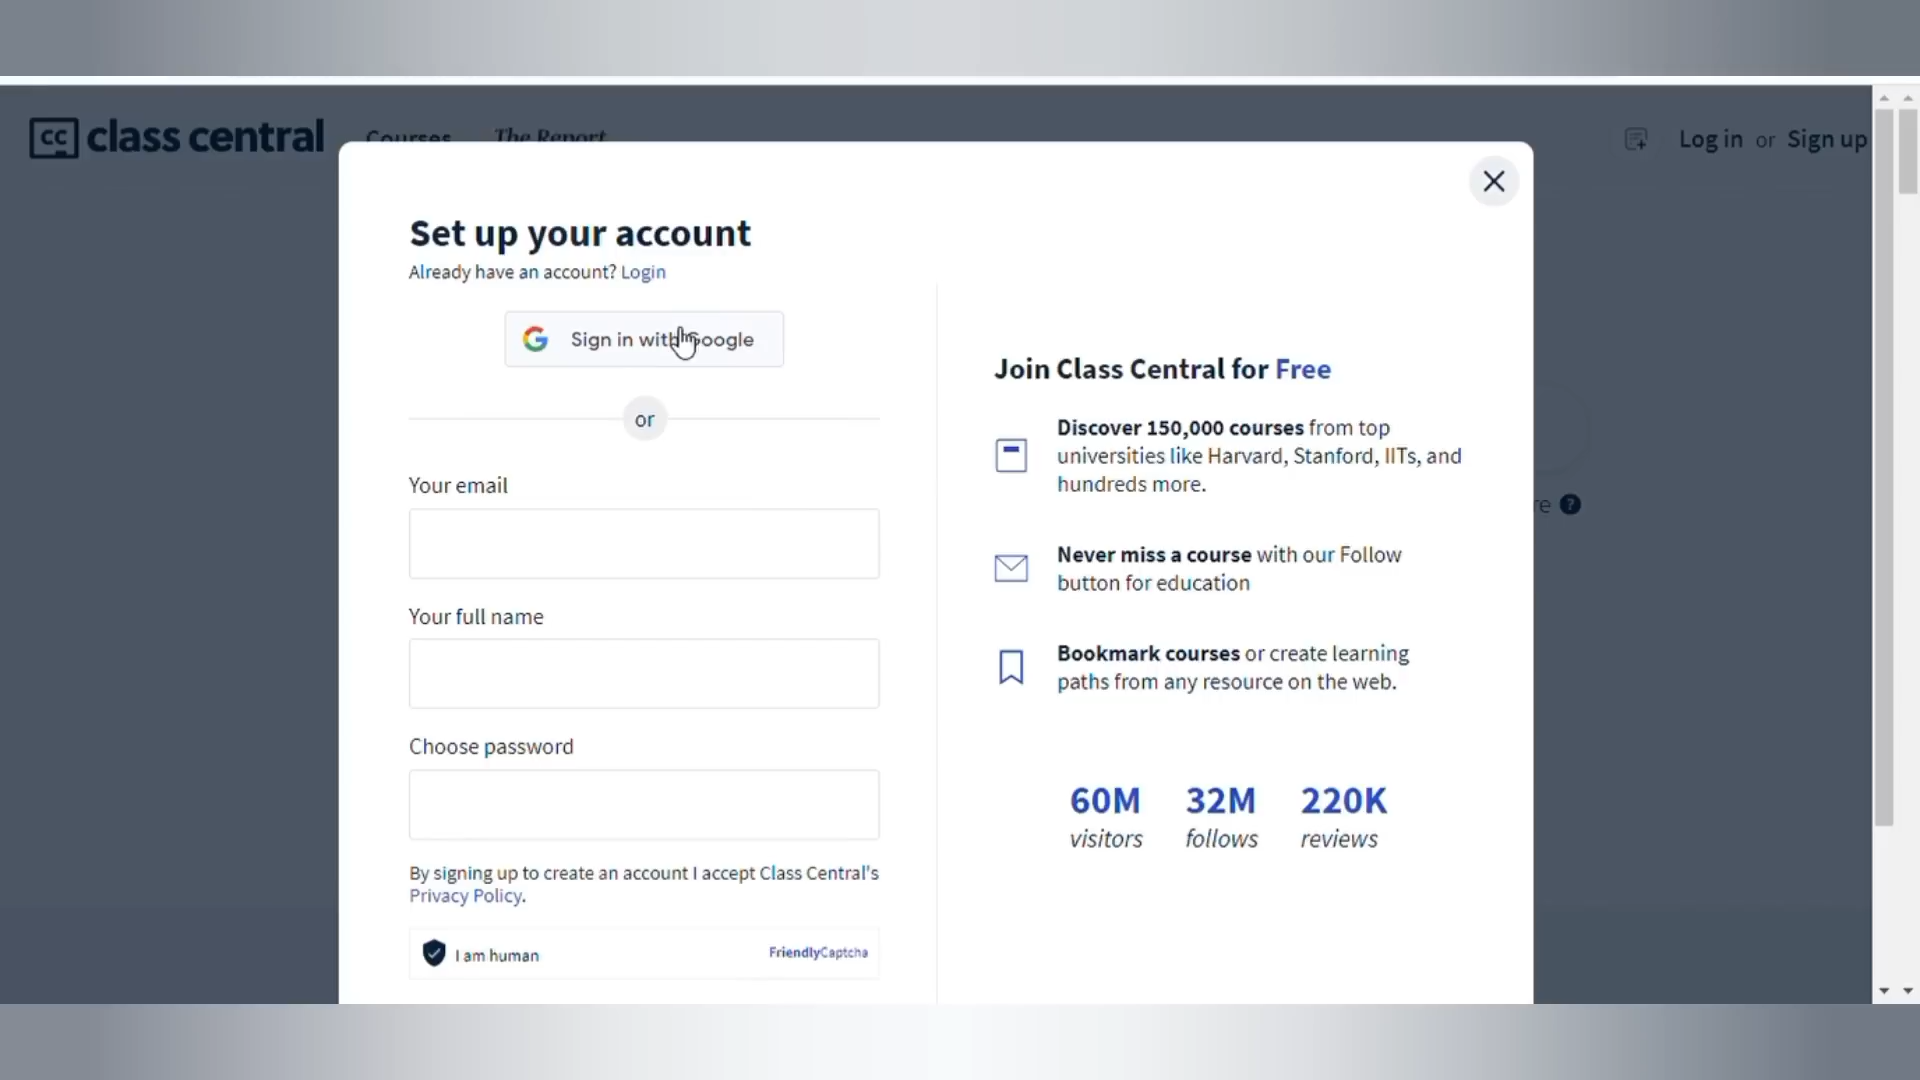 cc class central
Courses
The Report
Log in or Sign up
Set up your account
Already have an account? Login
Sign in with Google
or
Your email
Your full name
Choose password
By signing up to create an account I accept Class Central's
Privacy Policy.
I am human
FriendlyCaptcha
Join Class Central for Free
Discover 150,000 courses from top
universities like Harvard, Stanford, IITs, and
hundreds more.
Never miss a course with our Follow
button for education
Bookmark courses or create learning
paths from any resource on the web.
60M 32M 220K
visitors follows reviews
re ?